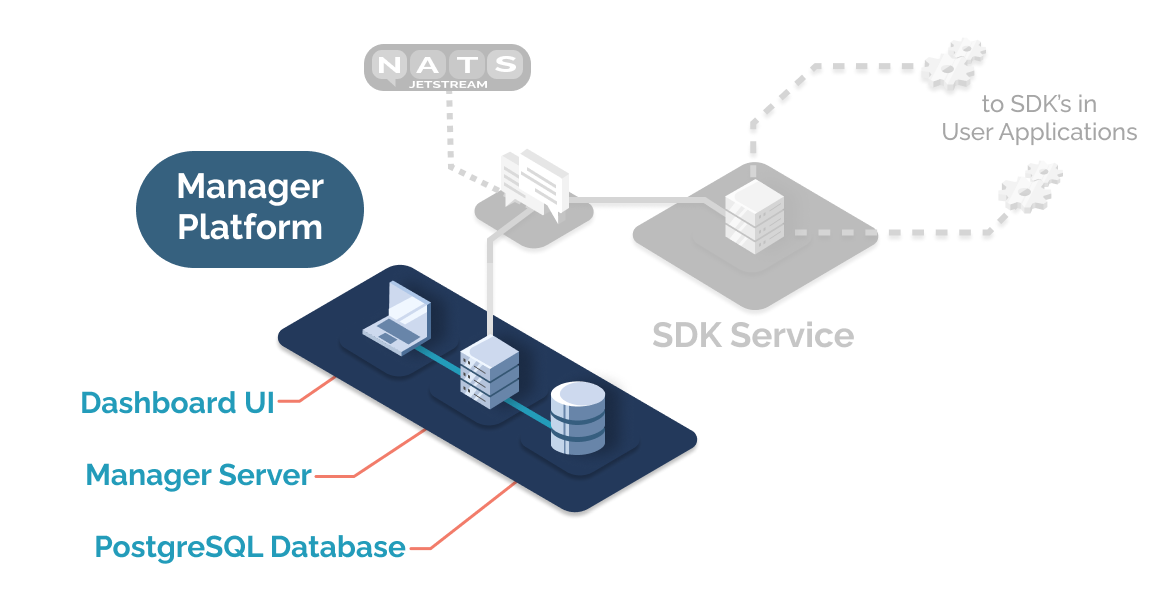 NATS
JETSTREAM
to SDK's in
User Applications
Manager
Platform
SDK Service
Dashboard UI
Manager Server
PostgreSQL Database